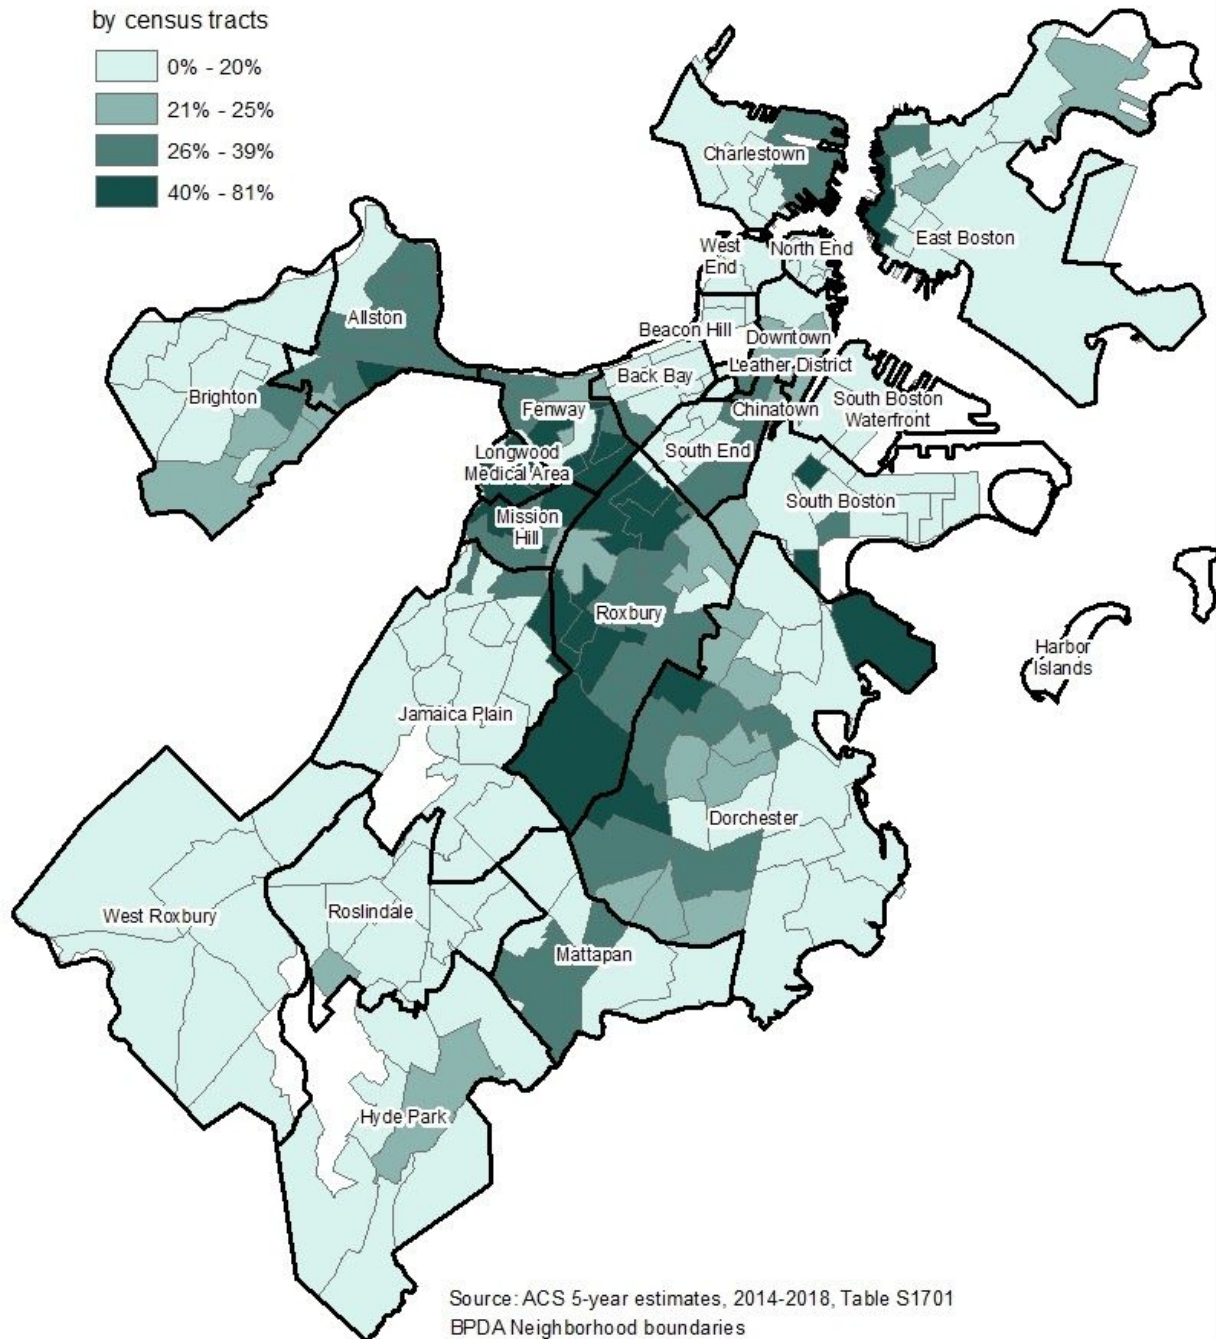 by census tracts
0% - 20%
21% - 25%
26% - 39%
40% - 81%
Charlestown
West
End
North End
East Boston
Allston
Beacon Hill
Downtown
Back Bay
Leather District
Brighton
Fenway
Chinatown
South Boston
Waterfront
Longwood
Medical Area
South End
South Boston
Mission
Hill
Roxbury
Harbor
Islands
Jamaica Plain
Dorchester
West Roxbury
Roslindale
Mattapan
Hyde Park
Source: ACS 5-year estimates, 2014-2018, Table S1701
BPDA Neighborhood boundaries